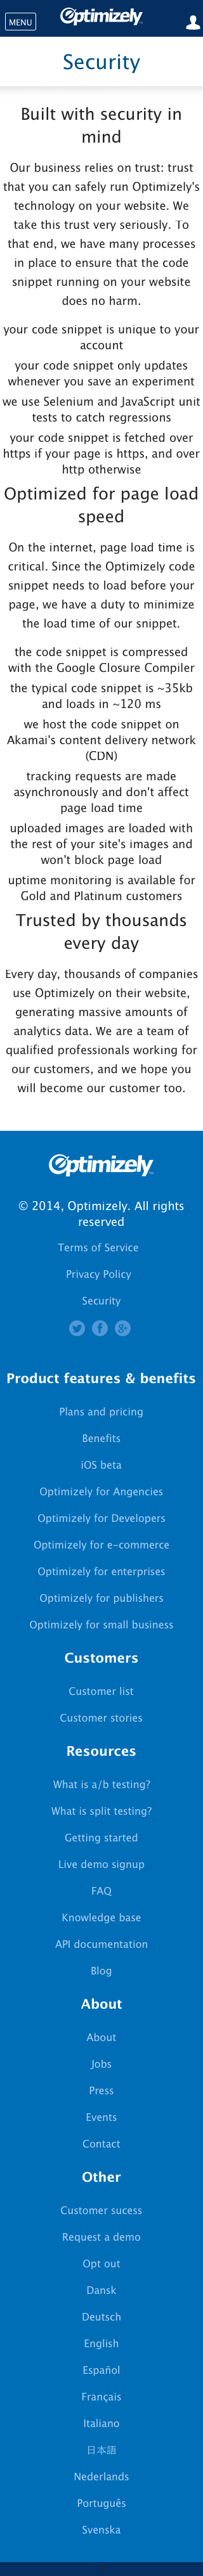 MENU
Optimizely
Security
Built with security in
mind
Our business relies on trust: trust
that you can safely run Optimizely's
technology on your website. We
take this trust very seriously. To
that end, we have many processes
in place to ensure that the code
snippet running on your website
does no harm.
your code snippet is unique to your
account
your code snippet only updates
whenever you save an experiment
we use Selenium and JavaScript unit
tests to catch regressions
your code snippet is fetched over
https if your page is https, and over
http otherwise
Optimized for page load
speed
On the internet, page load time is
critical. Since the Optimizely code
snippet needs to load before your
page, we have a duty to minimize
the load time of our snippet.
the code snippet is compressed
with the Google Closure Compiler
the typical code snippet is ~35kb
and loads in ~120 ms
we host the code snippet on
Akamai's content delivery network
(CDN)
tracking requests are made
asynchronously and don't affect
page load time
uploaded images are loaded with
the rest of your site's images and
won't block page load
uptime monitoring is available for
Gold and Platinum customers
Trusted by thousands
every day
Every day, thousands of companies
use Optimizely on their website,
generating massive amounts of
analytics data. We are a team of
qualified professionals working for
our customers, and we hope you
will become our customer too.
Optimizely
© 2014, Optimizely. All rights
reserved
Terms of Service
Privacy Policy
Security
Product features & benefits
Plans and pricing
Benefits
iOS beta
Optimizely for Angencies
Optimizely for Developers
Optimizely for e-commerce
Optimizely for enterprises
Optimizely for publishers
Optimizely for small business
Customers
Customer list
Customer stories
Resources
What is a/b testing?
What is split testing?
Getting started
Live demo signup
FAQ
Knowledge base
API documentation
Blog
About
About
Jobs
Press
Events
Contact
Other
Customer sucess
Request a demo
Opt out
Dansk
Deutsch
English
Español
Français
Italiano
日本語
Nederlands
Português
Svenska